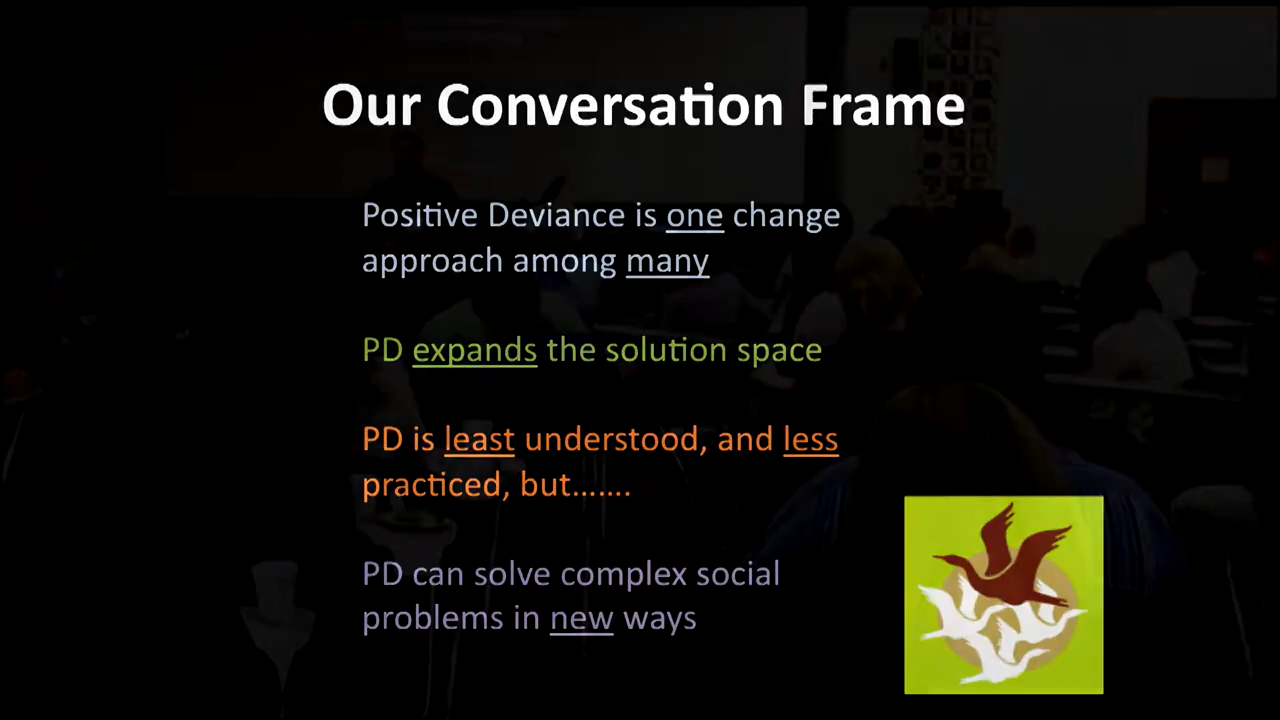 Our Conversation Frame
Positive Deviance is one change
approach among many
PD expands the solution space
PD is least understood, and less
practiced, but.......
PD can solve complex social
problems in new ways